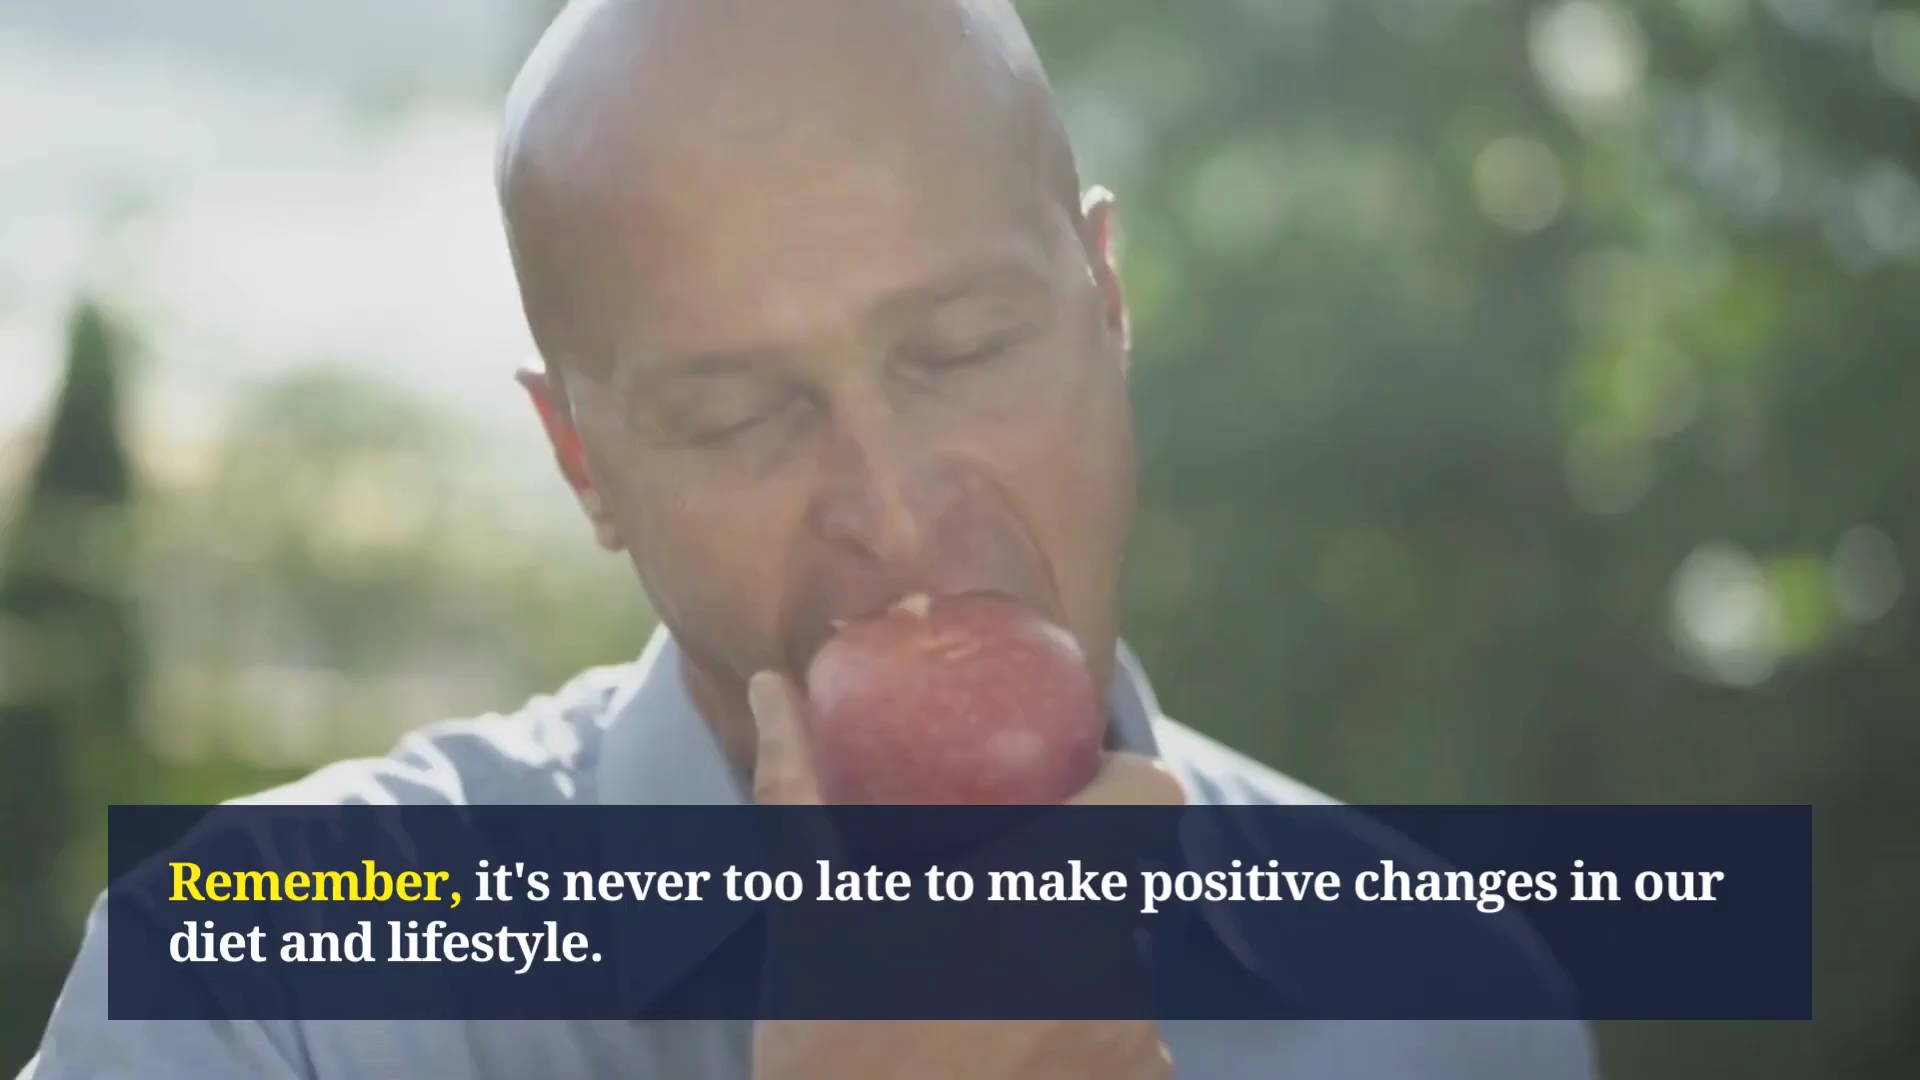 Remember, it's never too late to make positive changes in our
diet and lifestyle.